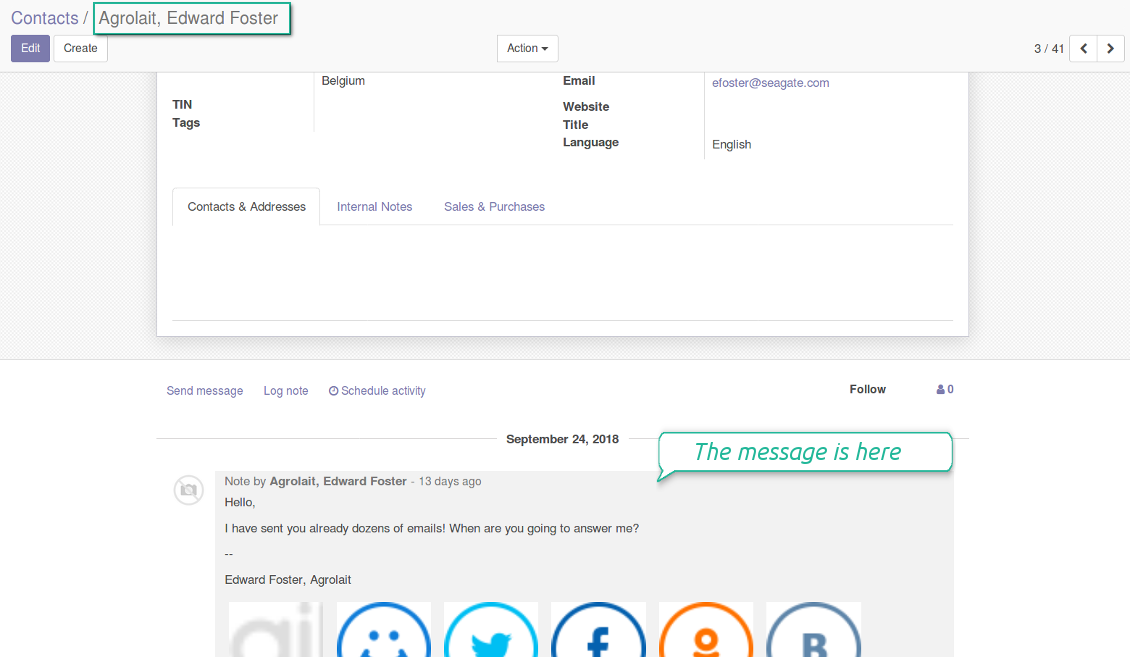 Contacts / Agrolait, Edward Foster
Edit Create Action 3 / 41
Belgium
Email efoster@seagate.com
TIN
Website
Tags
Title
Language English
Contacts & Addresses Internal Notes Sales & Purchases
Send message Log note Schedule activity Follow 0
September 24, 2018
The message is here
Note by Agrolait, Edward Foster - 13 days ago
Hello,
I have sent you already dozens of emails! When are you going to answer me?
--
Edward Foster, Agrolait